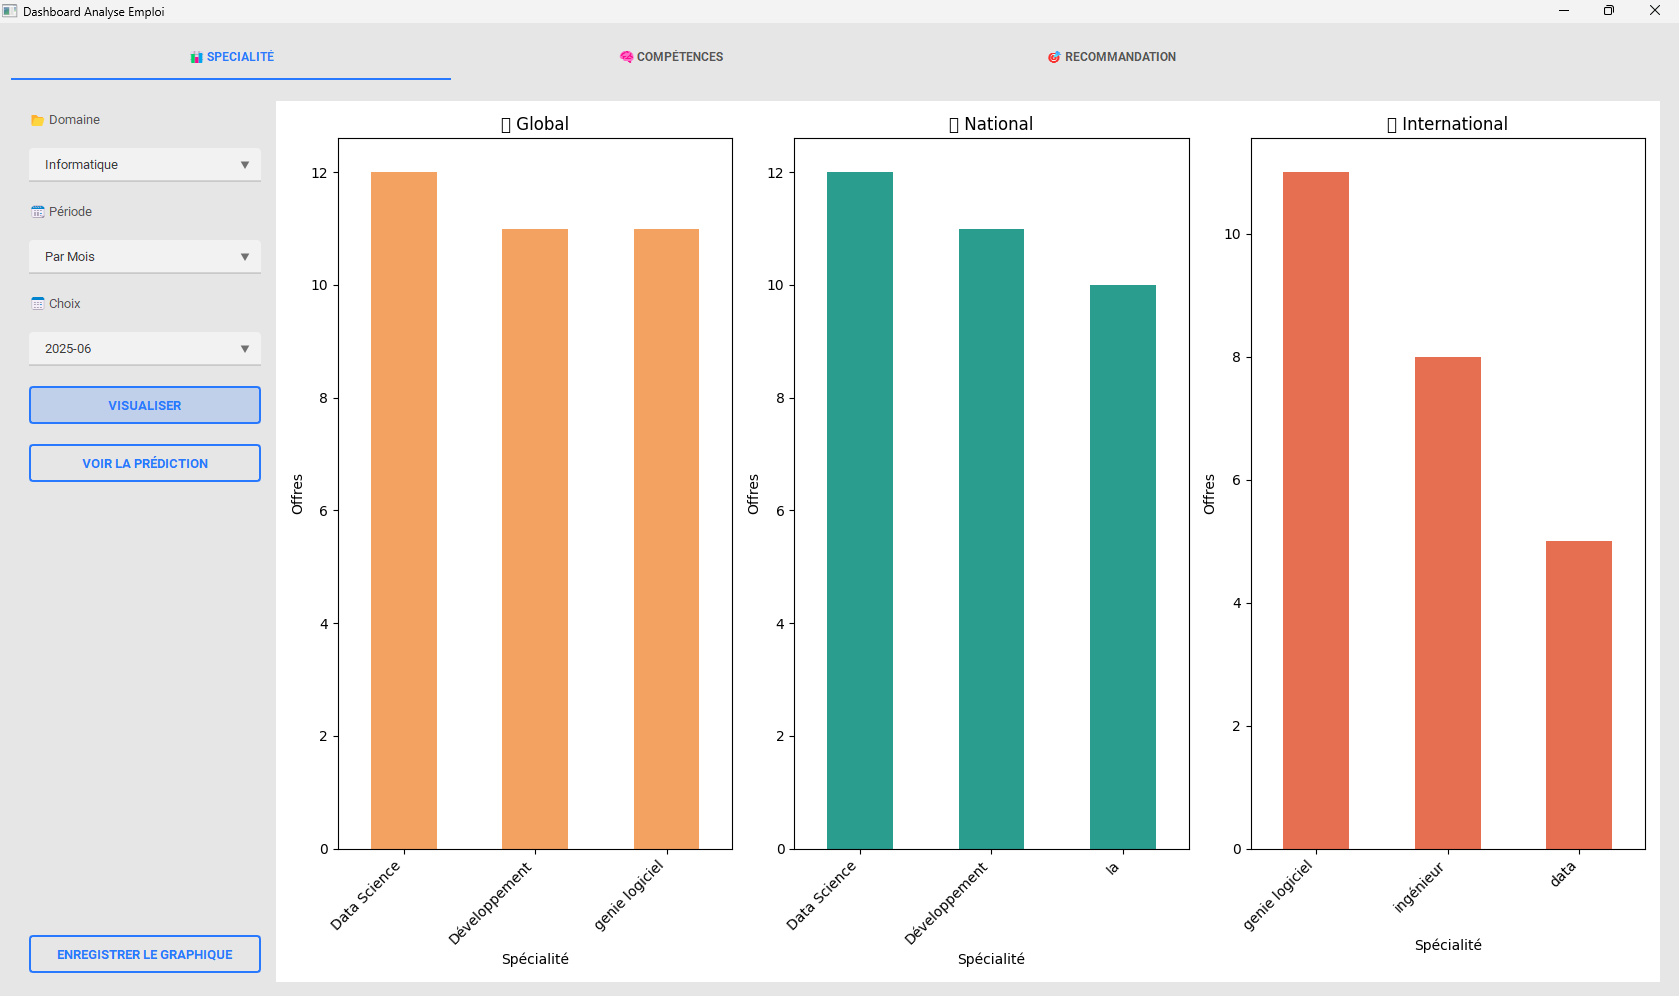 Dashboard Analyse Emploi
SPECIALITÉ
COMPÉTENCES
RECOMMANDATION
Domaine
Informatique
Période
Par Mois
Choix
2025-06
VISUALISER
VOIR LA PRÉDICTION
ENREGISTRER LE GRAPHIQUE
Global
12
10
8
6
4
2
0
Offres
Data Science
Développement
genie logiciel
Spécialité
National
12
10
8
6
4
2
0
Offres
Data Science
Développement
Ia
Spécialité
International
10
8
6
4
2
0
Offres
genie logiciel
ingénieur
data
Spécialité